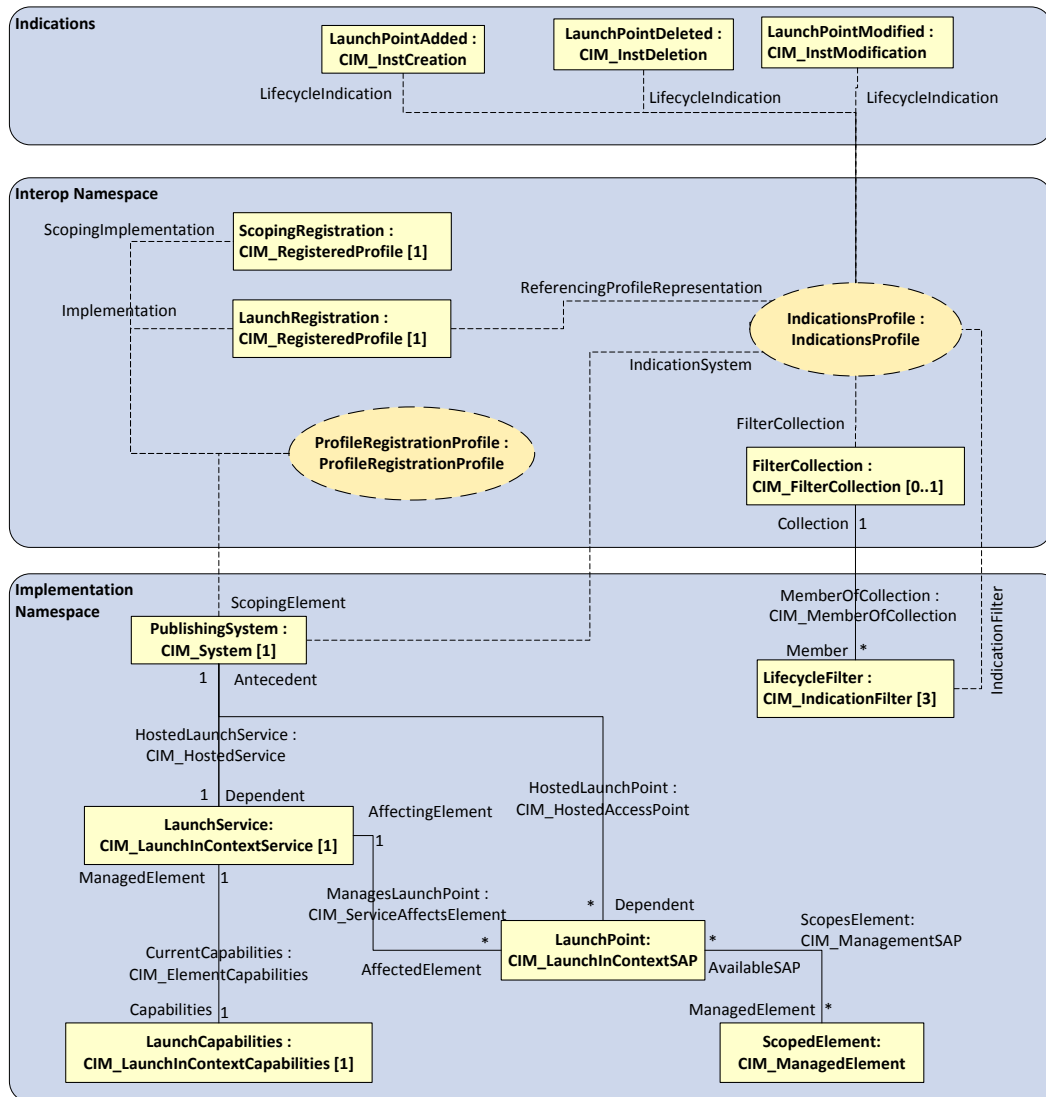 Indications
LaunchPointAdded :
CIM_InstCreation
LaunchPointDeleted :
CIM_InstDeletion
LaunchPointModified :
CIM_InstModification
LifecycleIndication
LifecycleIndication
LifecycleIndication
Interop Namespace
ScopingImplementation
ScopingRegistration :
CIM_RegisteredProfile [1]
Implementation
LaunchRegistration :
CIM_RegisteredProfile [1]
ReferencingProfileRepresentation
IndicationsProfile :
IndicationsProfile
IndicationSystem
ProfileRegistrationProfile :
ProfileRegistrationProfile
FilterCollection
FilterCollection :
CIM_FilterCollection [0..1]
Collection 1
Implementation
Namespace
ScopingElement
PublishingSystem :
CIM_System [1]
MemberOfCollection :
CIM_MemberOfCollection
Member *
LifecycleFilter :
CIM_IndicationFilter [3]
IndicationFilter
1 Antecedent
HostedLaunchService :
CIM_HostedService
1 Dependent
HostedLaunchPoint :
CIM_HostedAccessPoint
LaunchService:
CIM_LaunchInContextService [1]
AffectingElement
1
ManagedElement 1
ManagesLaunchPoint :
CIM_ServiceAffectsElement
* Dependent
*
AffectedElement
LaunchPoint:
CIM_LaunchInContextSAP
ScopesElement:
CIM_ManagementSAP
*
AvailableSAP
CurrentCapabilities :
CIM_ElementCapabilities
Capabilities 1
ManagedElement *
LaunchCapabilities :
CIM_LaunchInContextCapabilities [1]
ScopedElement:
CIM_ManagedElement